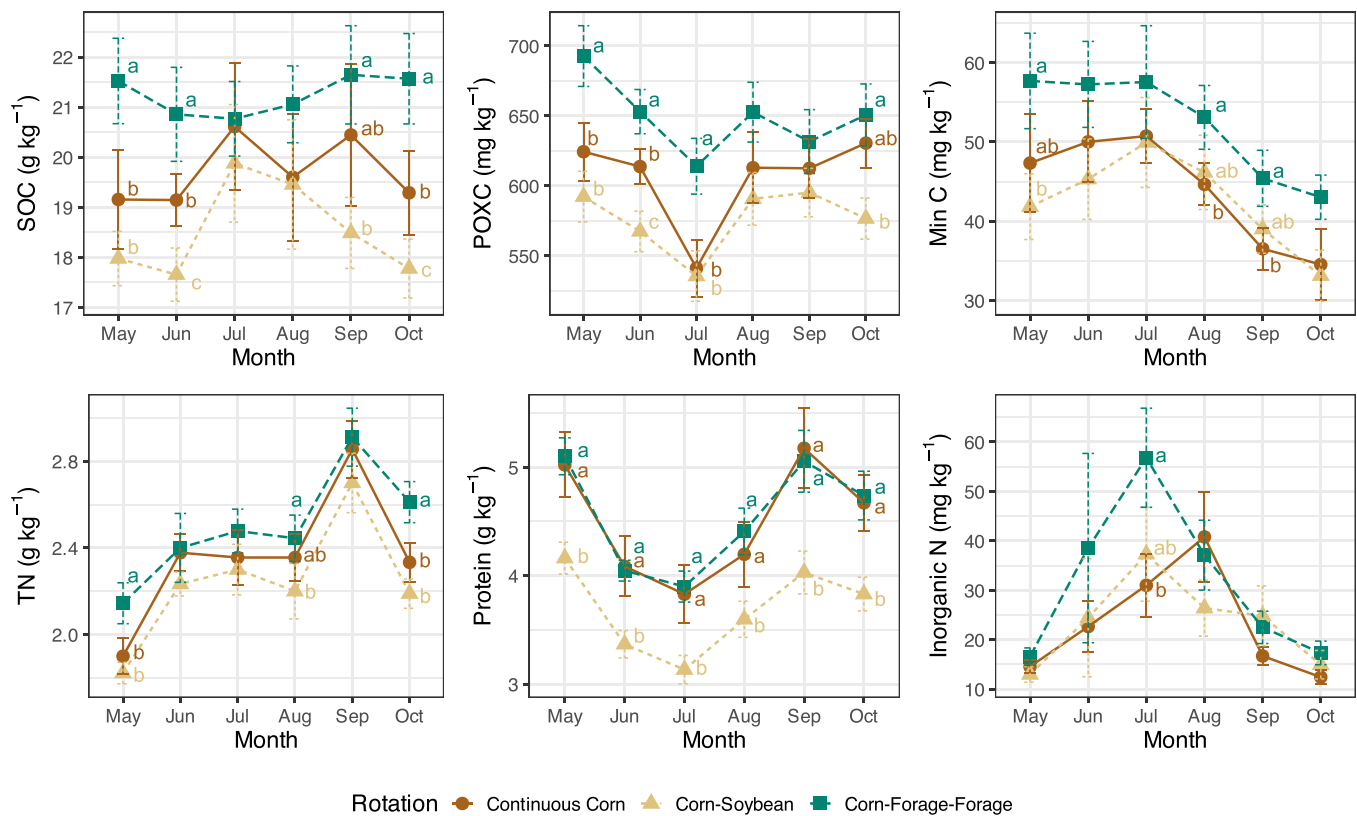 SOC (g kg⁻¹)
22
21
20
19
18
17
a
a
a
a
b
b
ab
b
b
c
b
c
May Jun Jul Aug Sep Oct
Month
POXC (mg kg⁻¹)
700
650
600
550
a
a
a
a
b
b
b
ab
b
c
b
b
May Jun Jul Aug Sep Oct
Month
Min C (mg kg⁻¹)
60
50
40
30
a
a
a
ab
b
b
b
ab
ab
May Jun Jul Aug Sep Oct
Month
TN (g kg⁻¹)
2.8
2.4
2.0
a
a
a
b
ab
b
b
b
b
May Jun Jul Aug Sep Oct
Month
Protein (g kg⁻¹)
5
4
3
a
a
a
a
a
a
a
a
a
a
a
a
b
b
b
b
b
b
May Jun Jul Aug Sep Oct
Month
Inorganic N (mg kg⁻¹)
60
50
40
30
20
10
a
ab
b
May Jun Jul Aug Sep Oct
Month
Rotation Continuous Corn Corn-Soybean Corn-Forage-Forage